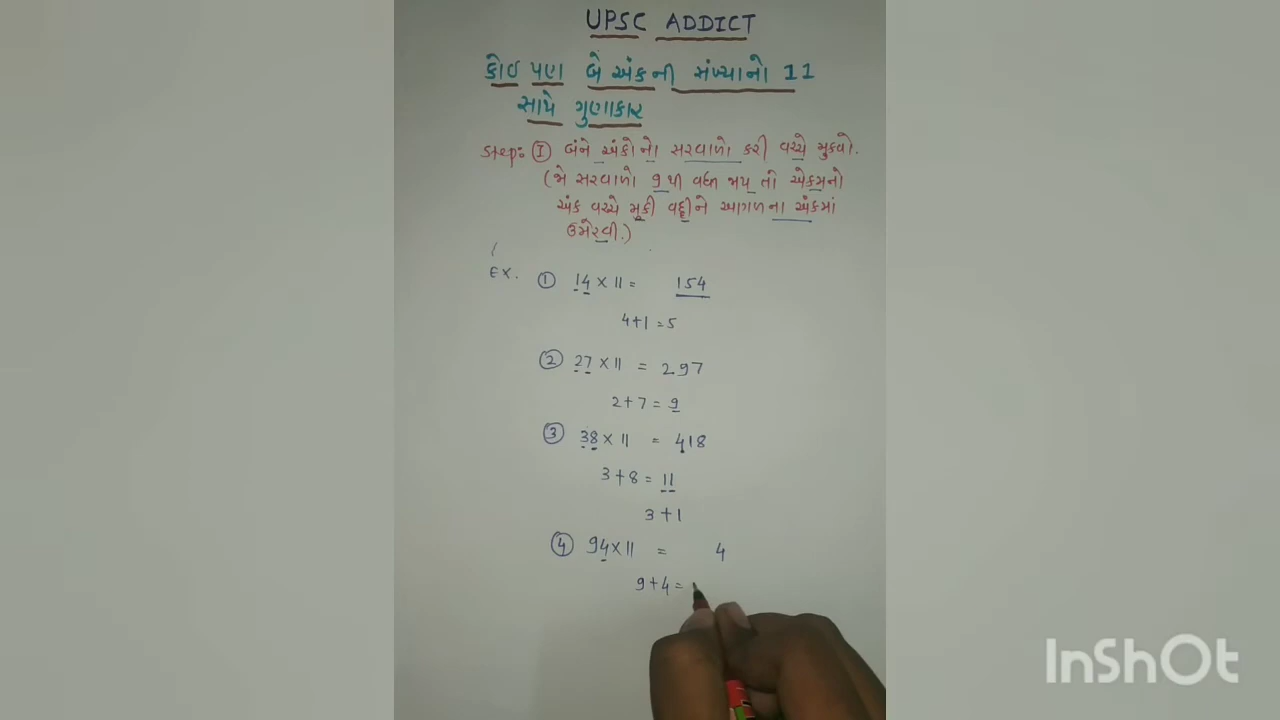 UPSC ADDICT
કોઈ પણ બે અંકની સંખ્યાનો 11
સાથે ગુણાકાર
Step: I બંને અંકોનો સરવાળો કરી વચ્ચે મુકવો.
(જો સરવાળો 9થી વધી જાય તો એકમનો
અંક વચ્ચે મુકી વદ્દીને આગળના અંકમાં
ઉમેરવી.)
EX. 1 14 × 11 = 154
4+1=5
2 27 × 11 = 297
2+7=9
3 38 × 11 = 418
3+8=11
3+1
4 94×11 = 4
9+4=
InShOt